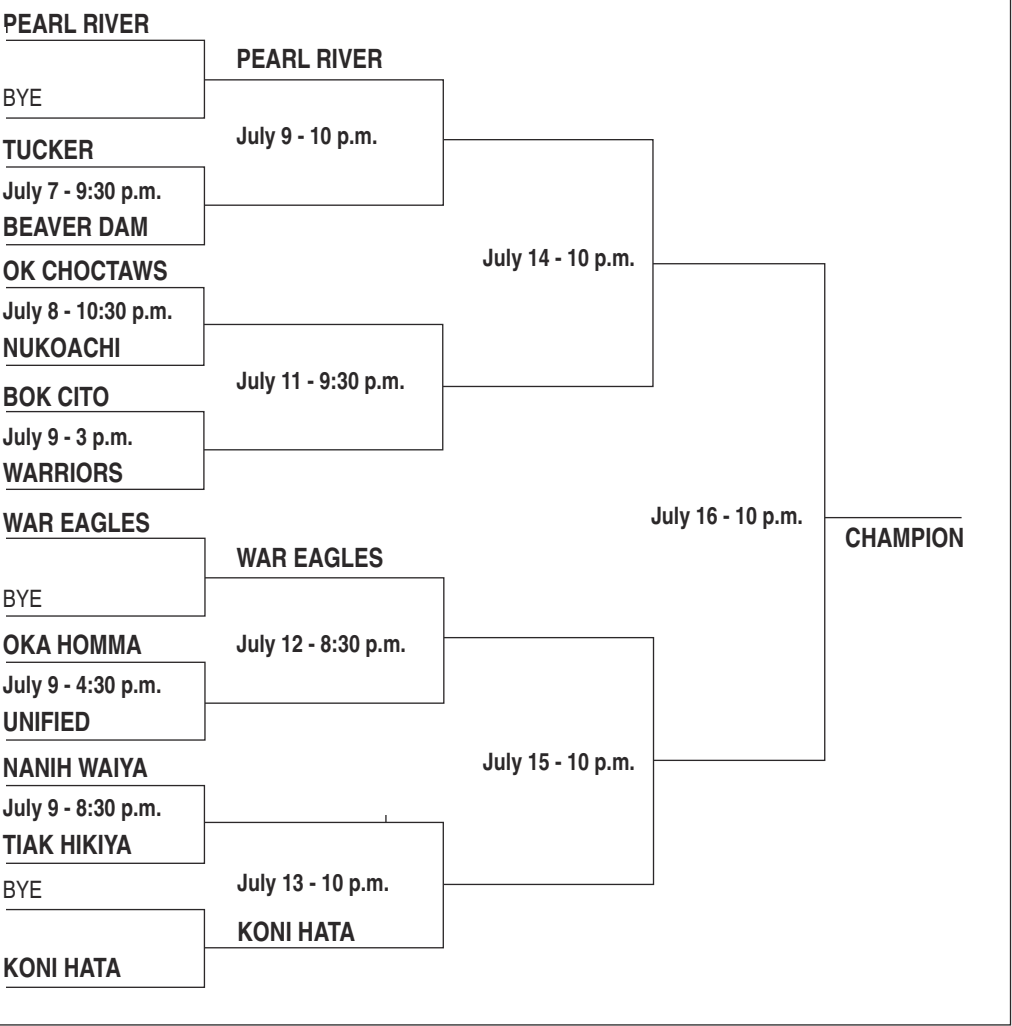 PEARL RIVER
BYE
TUCKER
July 7 - 9:30 p.m.
BEAVER DAM
OK CHOCTAWS
July 8 - 10:30 p.m.
NUKOACHI
BOK CITO
July 9 - 3 p.m.
WARRIORS
WAR EAGLES
BYE
OKA HOMMA
July 9 - 4:30 p.m.
UNIFIED
NANIH WAIYA
July 9 - 8:30 p.m.
TIAK HIKIYA
BYE
KONI HATA
PEARL RIVER
July 9 - 10 p.m.
July 11 - 9:30 p.m.
WAR EAGLES
July 12 - 8:30 p.m.
July 13 - 10 p.m.
KONI HATA
July 14 - 10 p.m.
July 15 - 10 p.m.
July 16 - 10 p.m.
CHAMPION